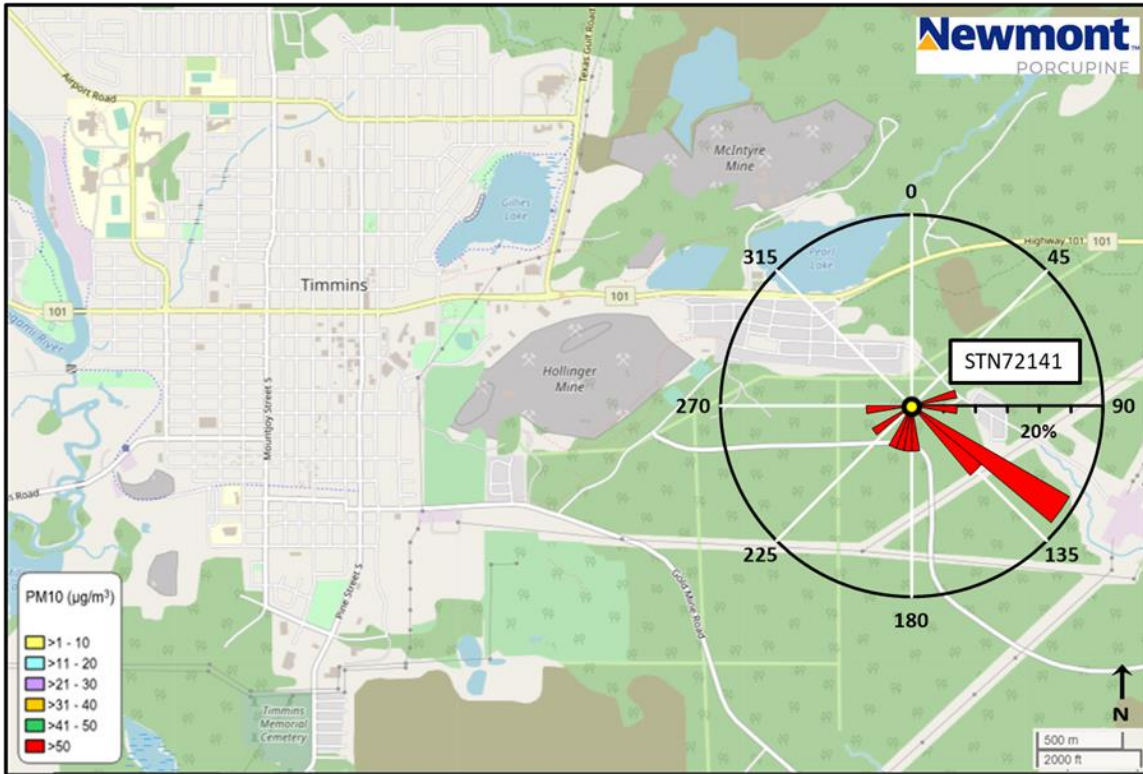 Newmont™
PORCUPINE
Airport Road
Texas Gulf Road
McIntyre
Mine
Gillies
Lake
Pearl
Lake
Highway 101
101
0
45
315
Timmins
101
101
STN72141
Hollinger
Mine
270
90
20%
Mountjoy Street S
225
135
180
Pine Street S
Gold Mine Road
PM10 (µg/m³)
>1 - 10
>11 - 20
>21 - 30
>31 - 40
>41 - 50
>50
Timmins
Memorial
Cemetery
N
500 m
2000 ft